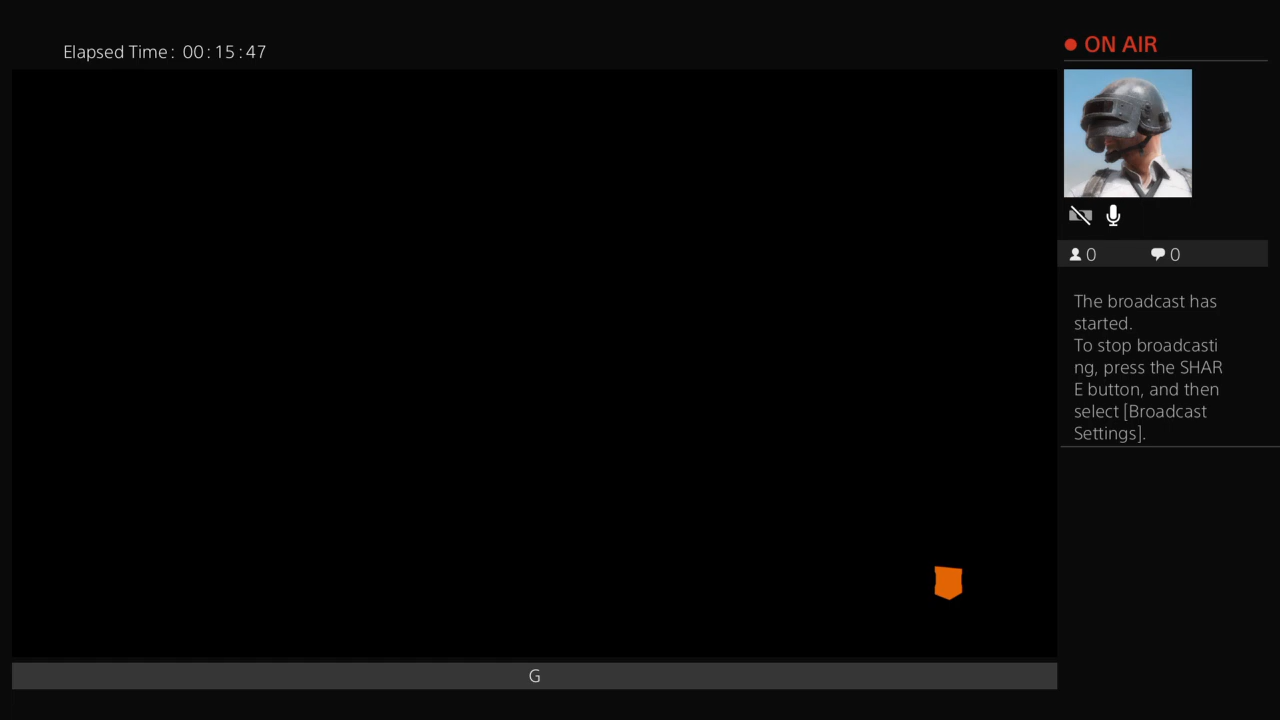 Elapsed Time: 00:15:47
ON AIR
0 0
The broadcast has
started.
To stop broadcasti
ng, press the SHAR
E button, and then
select [Broadcast
Settings].
G